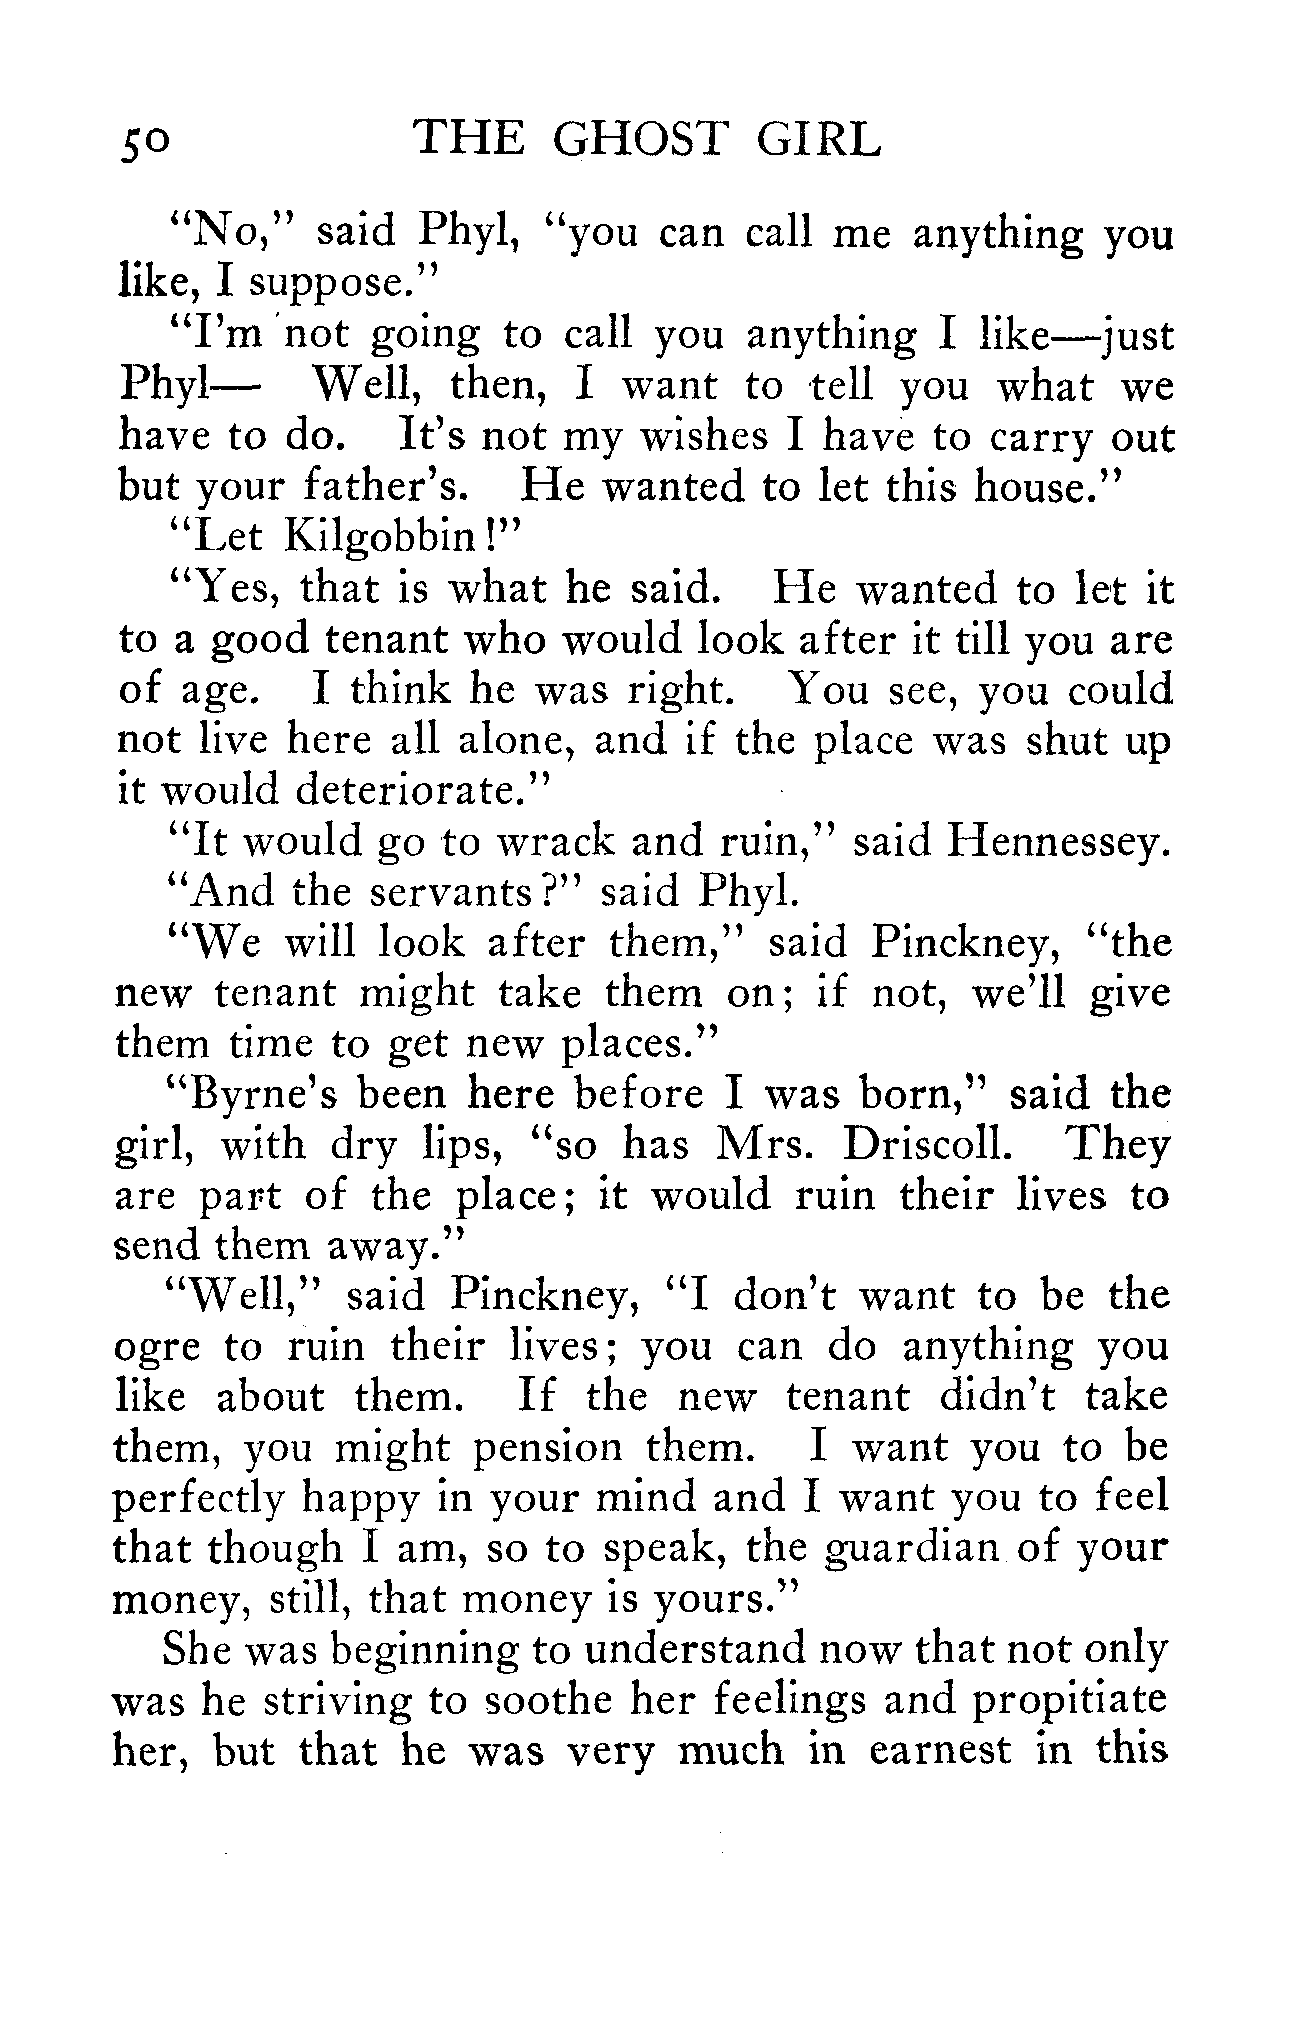 50 THE GHOST GIRL
“No,” said Phyl, “you can call me anything you
like, I suppose.”
“I’m not going to call you anything I like—just
Phyl— Well, then, I want to tell you what we
have to do. It’s not my wishes I have to carry out
but your father’s. He wanted to let this house.”
“Let Kilgobbin!”
“Yes, that is what he said. He wanted to let it
to a good tenant who would look after it till you are
of age. I think he was right. You see, you could
not live here all alone, and if the place was shut up
it would deteriorate.”
“It would go to wrack and ruin,” said Hennessey.
“And the servants?” said Phyl.
“We will look after them,” said Pinckney, “the
new tenant might take them on; if not, we’ll give
them time to get new places.”
“Byrne’s been here before I was born,” said the
girl, with dry lips, “so has Mrs. Driscoll. They
are part of the place; it would ruin their lives to
send them away.”
“Well,” said Pinckney, “I don’t want to be the
ogre to ruin their lives; you can do anything you
like about them. If the new tenant didn’t take
them, you might pension them. I want you to be
perfectly happy in your mind and I want you to feel
that though I am, so to speak, the guardian of your
money, still, that money is yours.”
She was beginning to understand now that not only
was he striving to soothe her feelings and propitiate
her, but that he was very much in earnest in this